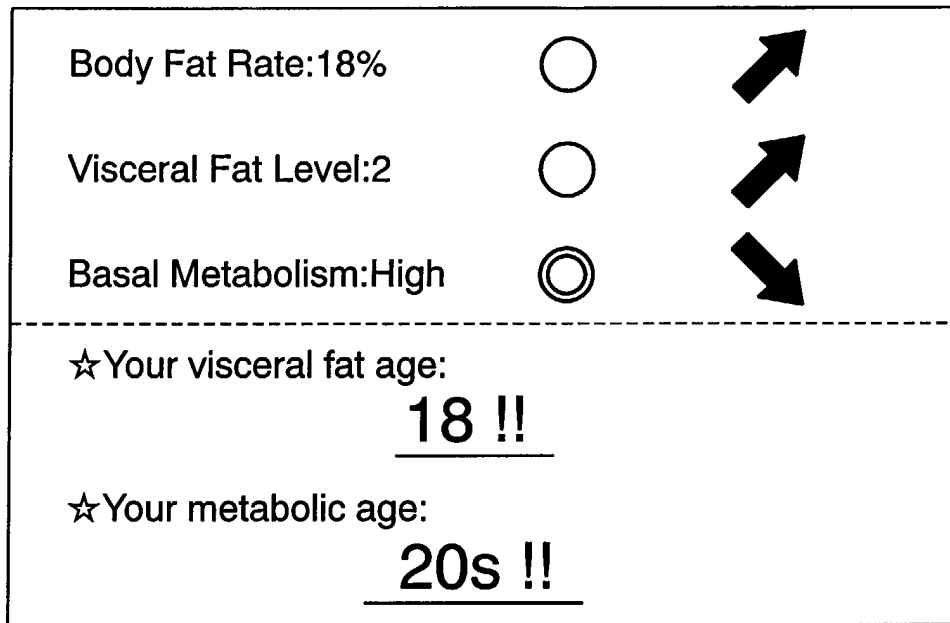 Body Fat Rate:18%
Visceral Fat Level:2
Basal Metabolism:High
☆Your visceral fat age:
18 !!
☆Your metabolic age:
20s !!